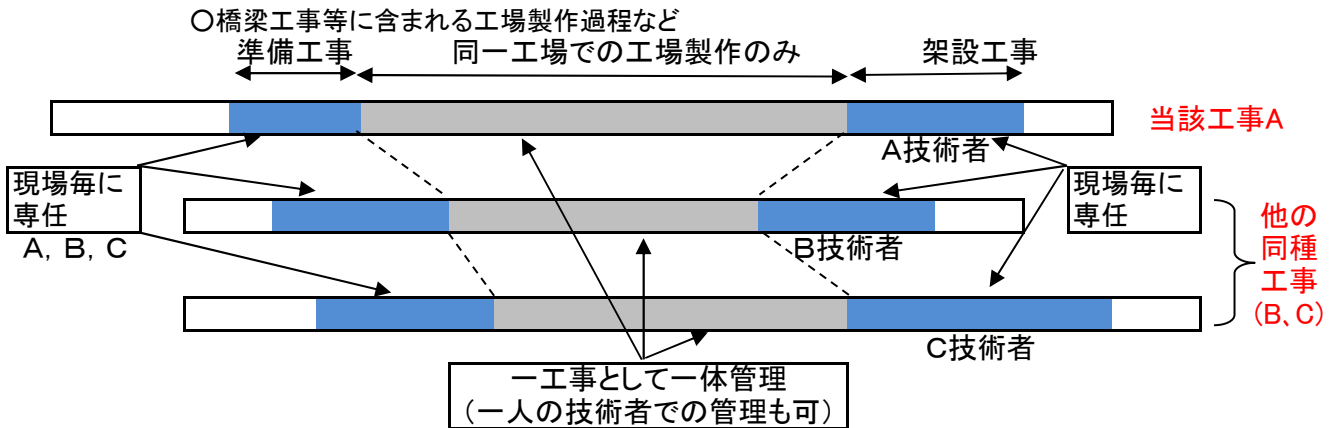 ○橋梁工事等に含まれる工場製作過程など
準備工事
同一工場での工場製作のみ
架設工事
当該工事A
A技術者
現場毎に
専任
A, B, C
現場毎に
専任
B技術者
他の
同種
工事
(B、C)
C技術者
一工事として一体管理
(一人の技術者での管理も可)